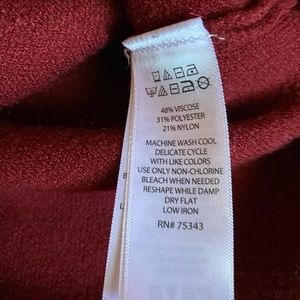 48% VISCOSE
31% POLYESTER
21% NYLON
MACHINE WASH COOL
DELICATE CYCLE
WITH LIKE COLORS
USE ONLY NON-CHLORINE
BLEACH WHEN NEEDED
RESHAPE WHILE DAMP
DRY FLAT
LOW IRON
RN# 75343